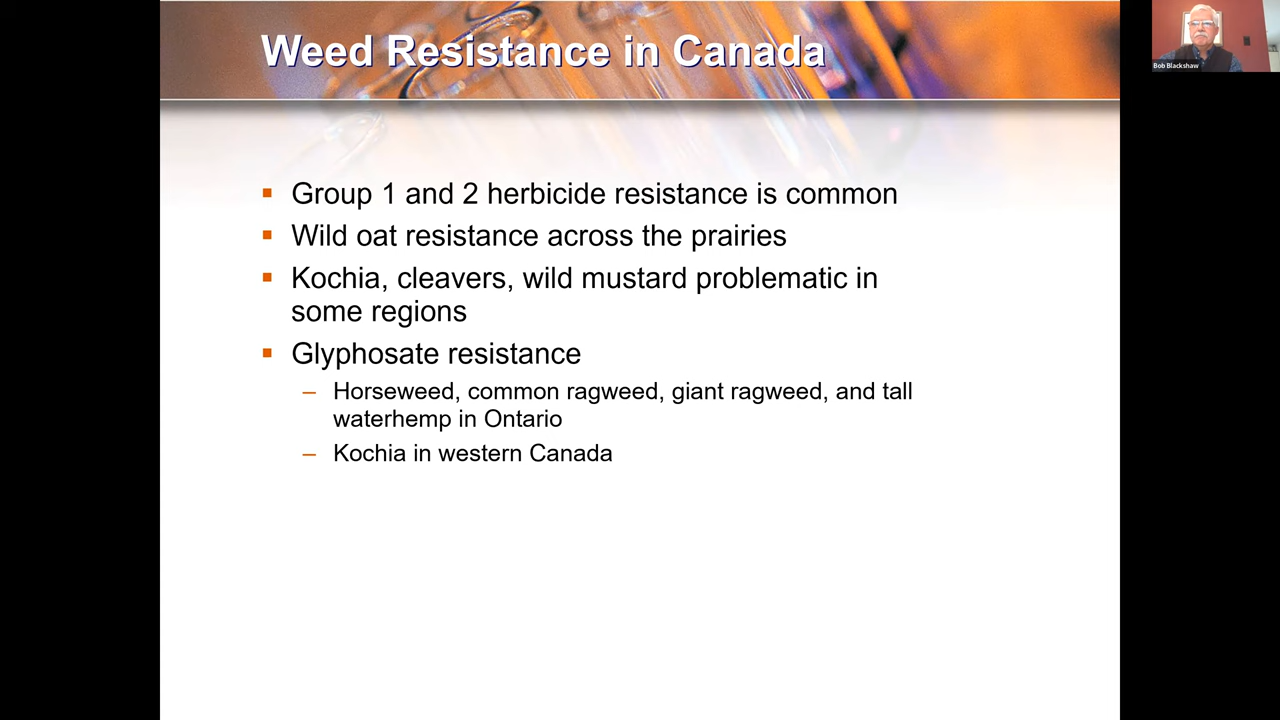 Weed Resistance in Canada
Bob Blackshaw
▪ Group 1 and 2 herbicide resistance is common
▪ Wild oat resistance across the prairies
▪ Kochia, cleavers, wild mustard problematic in
some regions
▪ Glyphosate resistance
– Horseweed, common ragweed, giant ragweed, and tall
waterhemp in Ontario
– Kochia in western Canada